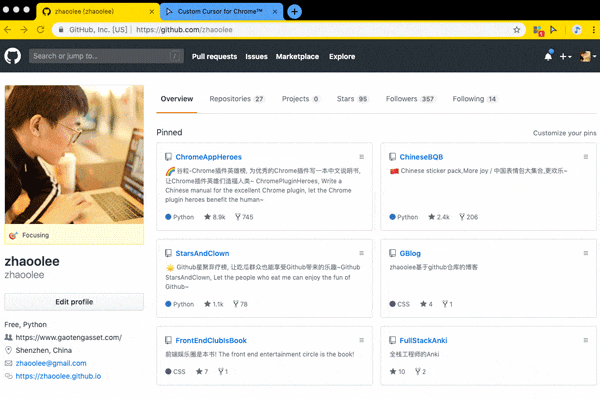 zhaoolee (zhaoolee)
Custom Cursor for Chrome™
GitHub, Inc. [US] | https://github.com/zhaoolee
Search or jump to...
/
Pull requests Issues Marketplace Explore
Overview Repositories 27 Projects 0 Stars 95 Followers 357 Following 14
Pinned
Customize your pins
ChromeAppHeroes
🌈谷粒-Chrome插件英雄榜, 为优秀的Chrome插件写一本中文说明书,
让Chrome插件英雄们造福人类~ ChromePluginHeroes, Write a
Chinese manual for the excellent Chrome plugin, let the Chrome
plugin heroes benefit the human~
Python 8.9k 745
ChineseBQB
🇨🇳 Chinese sticker pack,More joy / 中国表情包大集合,更欢乐~
Python 2.4k 206
StarsAndClown
🌞 Github星聚弃疗榜, 让吃瓜群众也能享受Github带来的乐趣~Github
StarsAndClown, Let the people who eat me can enjoy the fun of
Github~
Python 1.1k 78
GBlog
zhaoolee基于github仓库的博客
CSS 4 1
FrontEndClubIsBook
前端娱乐圈是本书! The front end entertainment circle is the book!
CSS 7 1
FullStackAnki
全栈工程师的Anki
10 2
Focusing
zhaoolee
zhaoolee
Edit profile
Free, Python
https://www.gaotengasset.com/
Shenzhen, China
zhaoolee@gmail.com
https://zhaoolee.github.io